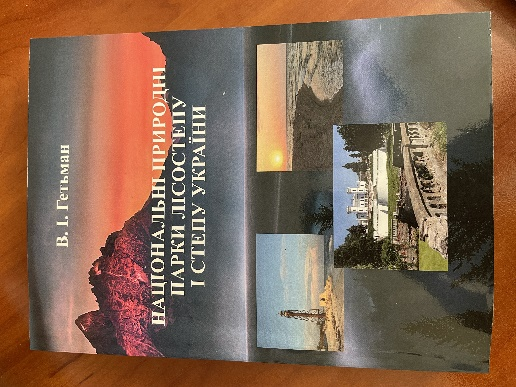 В. І. Гетьман
НАЦІОНАЛЬНІ ПРИРОДНІ
ПАРКИ ЛІСОСТЕПУ
І СТЕПУ УКРАЇНИ